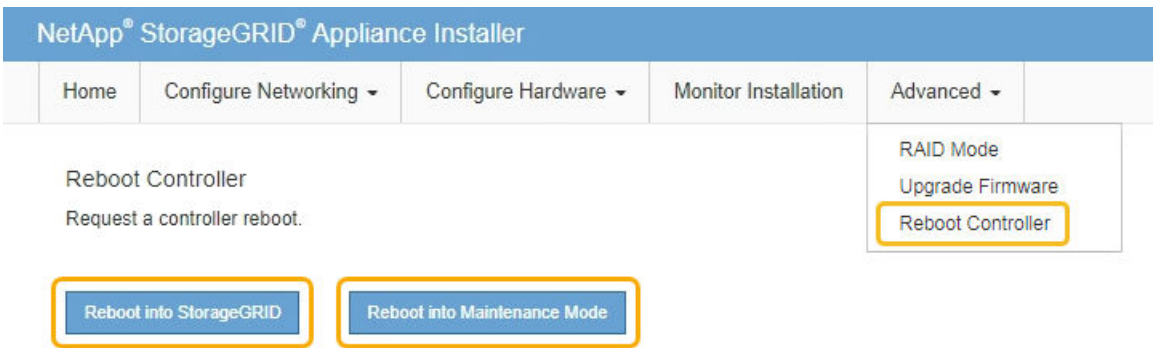 NetApp® StorageGRID® Appliance Installer
Home Configure Networking Configure Hardware Monitor Installation Advanced
RAID Mode
Upgrade Firmware
Reboot Controller
Reboot Controller
Request a controller reboot.
Reboot into StorageGRID Reboot into Maintenance Mode